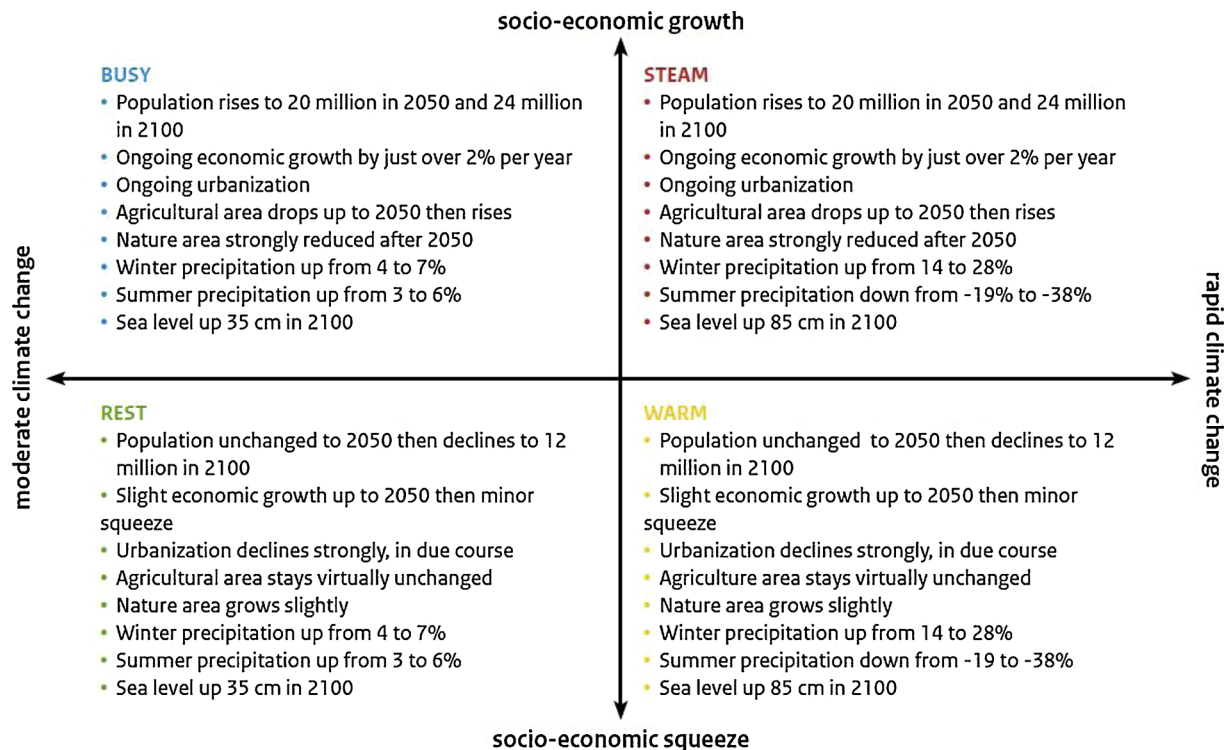 socio-economic growth
BUSY
• Population rises to 20 million in 2050 and 24 million
in 2100
• Ongoing economic growth by just over 2% per year
• Ongoing urbanization
• Agricultural area drops up to 2050 then rises
• Nature area strongly reduced after 2050
• Winter precipitation up from 4 to 7%
• Summer precipitation up from 3 to 6%
• Sea level up 35 cm in 2100
STEAM
• Population rises to 20 million in 2050 and 24 million
in 2100
• Ongoing economic growth by just over 2% per year
• Ongoing urbanization
• Agricultural area drops up to 2050 then rises
• Nature area strongly reduced after 2050
• Winter precipitation up from 14 to 28%
• Summer precipitation down from -19% to -38%
• Sea level up 85 cm in 2100
moderate climate change
rapid climate change
REST
• Population unchanged to 2050 then declines to 12
million in 2100
• Slight economic growth up to 2050 then minor
squeeze
• Urbanization declines strongly, in due course
• Agricultural area stays virtually unchanged
• Nature area grows slightly
• Winter precipitation up from 4 to 7%
• Summer precipitation up from 3 to 6%
• Sea level up 35 cm in 2100
WARM
• Population unchanged to 2050 then declines to 12
million in 2100
• Slight economic growth up to 2050 then minor
squeeze
• Urbanization declines strongly, in due course
• Agriculture area stays virtually unchanged
• Nature area grows slightly
• Winter precipitation up from 14 to 28%
• Summer precipitation down from -19 to -38%
• Sea level up 85 cm in 2100
socio-economic squeeze